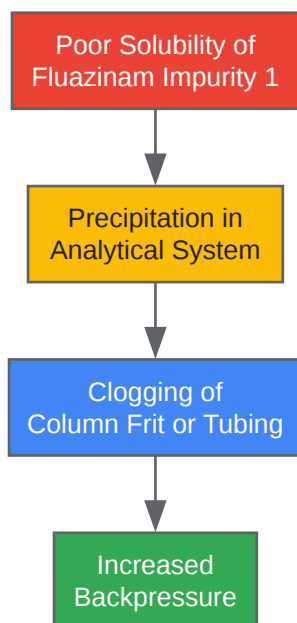 Poor Solubility of
Fluazinam Impurity 1
Precipitation in
Analytical System
Clogging of
Column Frit or Tubing
Increased
Backpressure